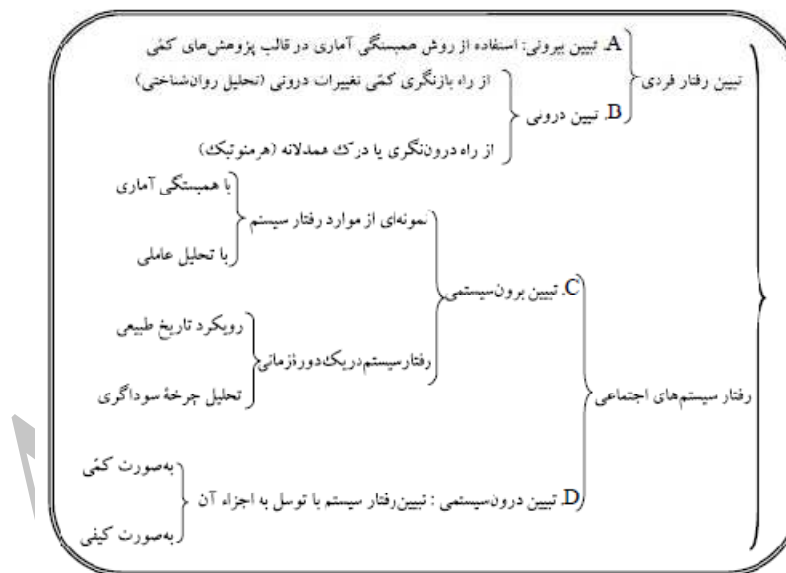 تبیین رفتار فردی
A. تبیین بیرونی: استفاده از روش همبستگی آماری در قالب پژوهش‌های کمّی
B. تبیین درونی
از راه بازنگری کمّی تغییرات درونی (تحلیل روان‌شناختی)
از راه درون‌نگری یا درک همدلانه (هرمنوتیک)
رفتار سیستم‌های اجتماعی
C. تبیین برون‌سیستمی
نمونه‌ای از موارد رفتار سیستم
با همبستگی آماری
با تحلیل عاملی
رفتار سیستم در یک دورۀ زمانی
رویکرد تاریخ طبیعی
تحلیل چرخۀ سوداگری
D. تبیین درون‌سیستمی : تبیین رفتار سیستم با توسل به اجزاء آن
به‌صورت کمّی
به‌صورت کیفی